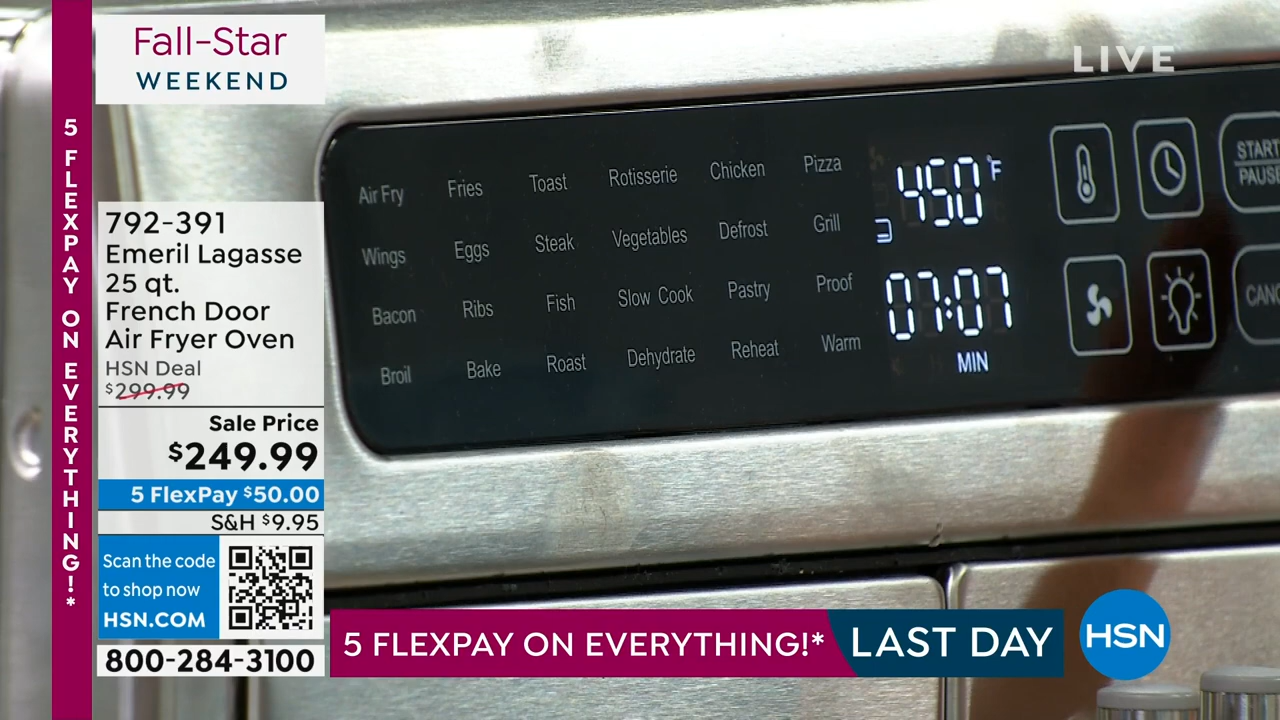 Fall-Star
WEEKEND
LIVE
5 FLEXPAY ON EVERYTHING!*
792-391
Emeril Lagasse
25 qt.
French Door
Air Fryer Oven
HSN Deal
$299.99
Sale Price
$249.99
5 FlexPay $50.00
S&H $9.95
Scan the code
to shop now
HSN.COM
800-284-3100
Air Fry Fries Toast Rotisserie Chicken Pizza
Wings Eggs Steak Vegetables Defrost Grill
Bacon Ribs Fish Slow Cook Pastry Proof
Broil Bake Roast Dehydrate Reheat Warm
450°F
07:07
MIN
START
PAUSE
CANC
5 FLEXPAY ON EVERYTHING!*
LAST DAY
HSN